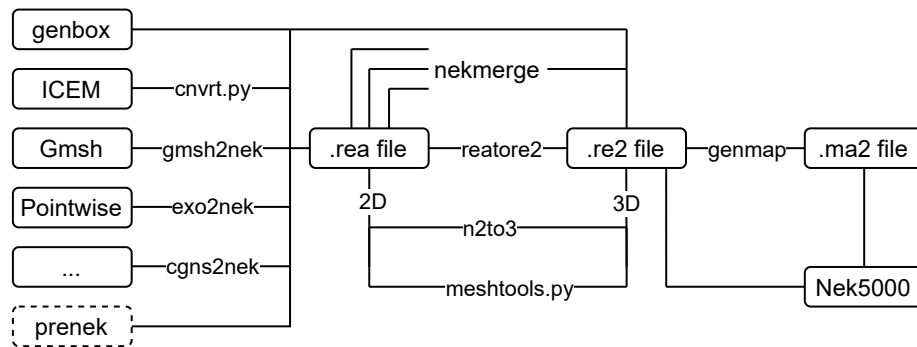 genbox
nekmerge
ICEM
cnvrt.py
Gmsh
gmsh2nek
.rea file
reatore2
.re2 file
genmap
.ma2 file
Pointwise
exo2nek
2D
3D
n2to3
...
cgns2nek
meshtools.py
Nek5000
prenek